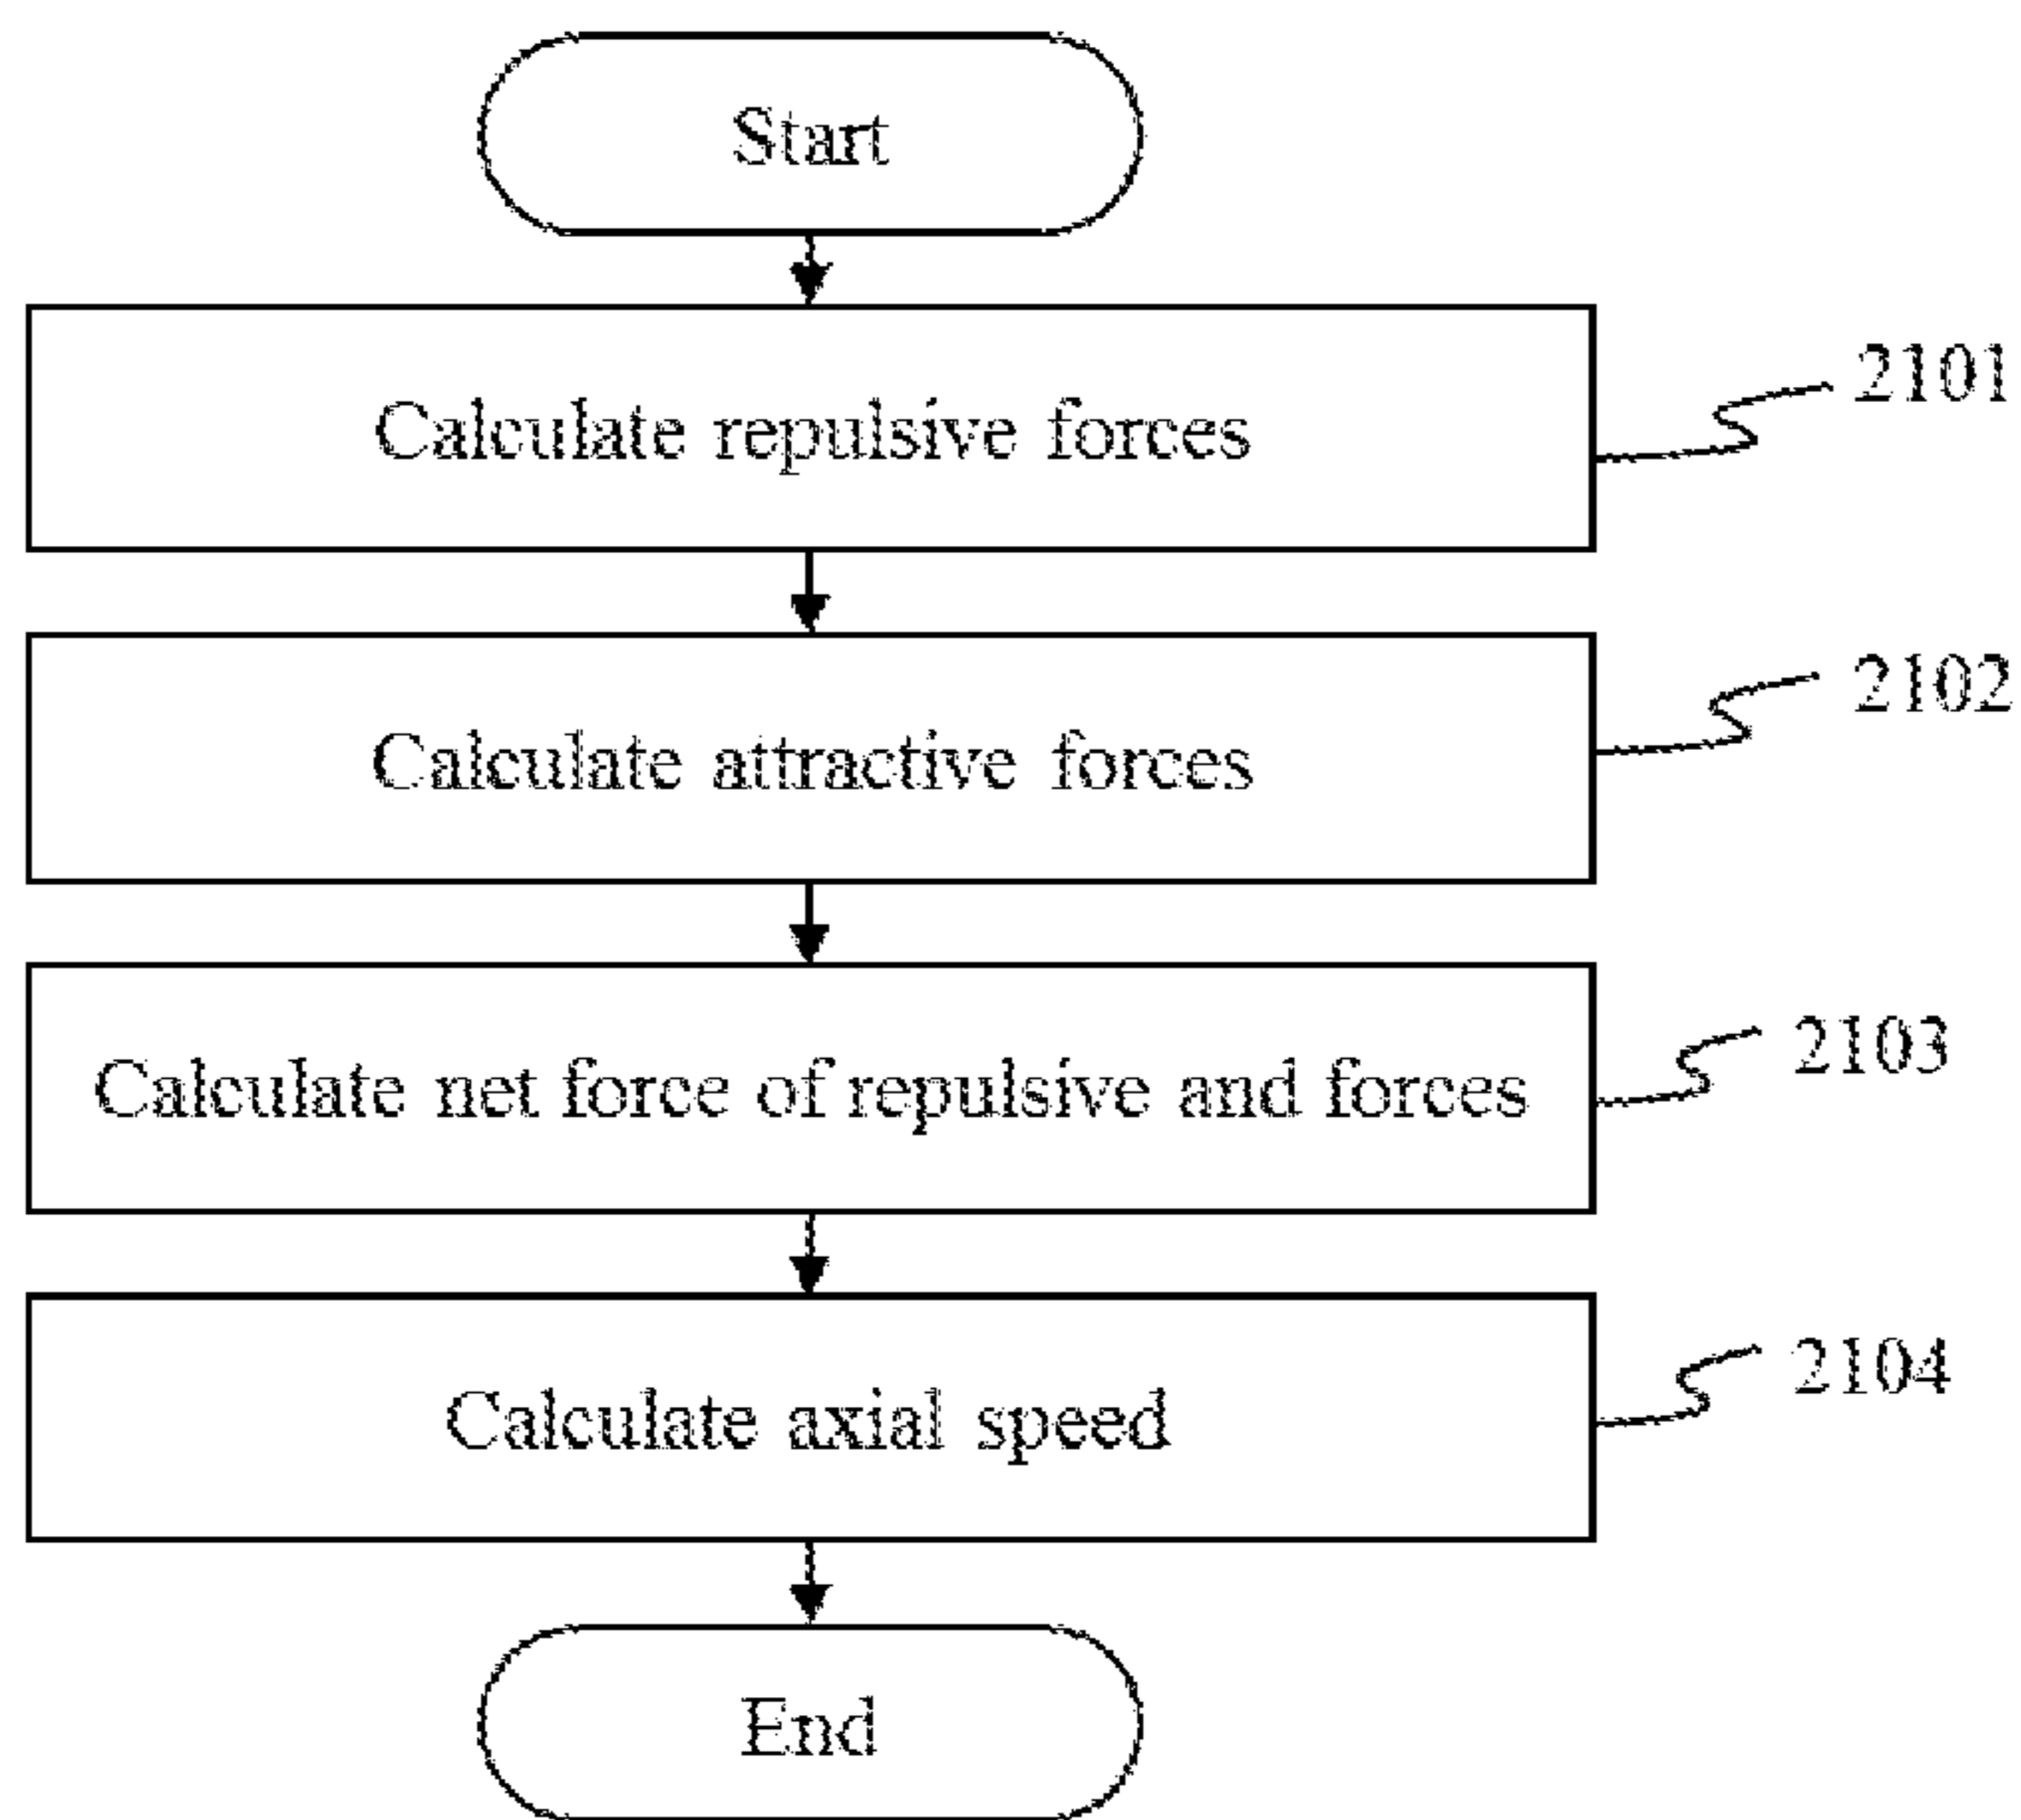 Start
Calculate repulsive forces
2101
Calculate attractive forces
2102
Calculate net force of repulsive and forces
2103
Calculate axial speed
2104
End